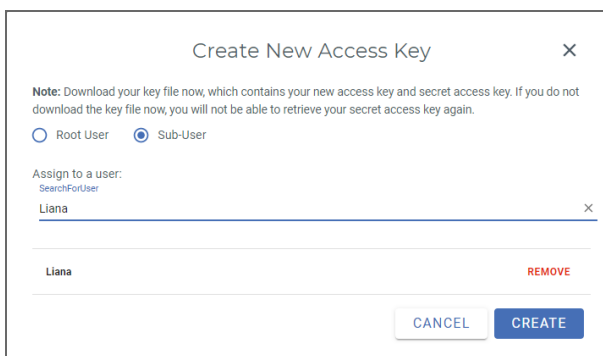 Create New Access Key
Note: Download your key file now, which contains your new access key and secret access key. If you do not
download the key file now, you will not be able to retrieve your secret access key again.
Root User Sub-User
Assign to a user:
SearchForUser
Liana
Liana REMOVE
CANCEL CREATE